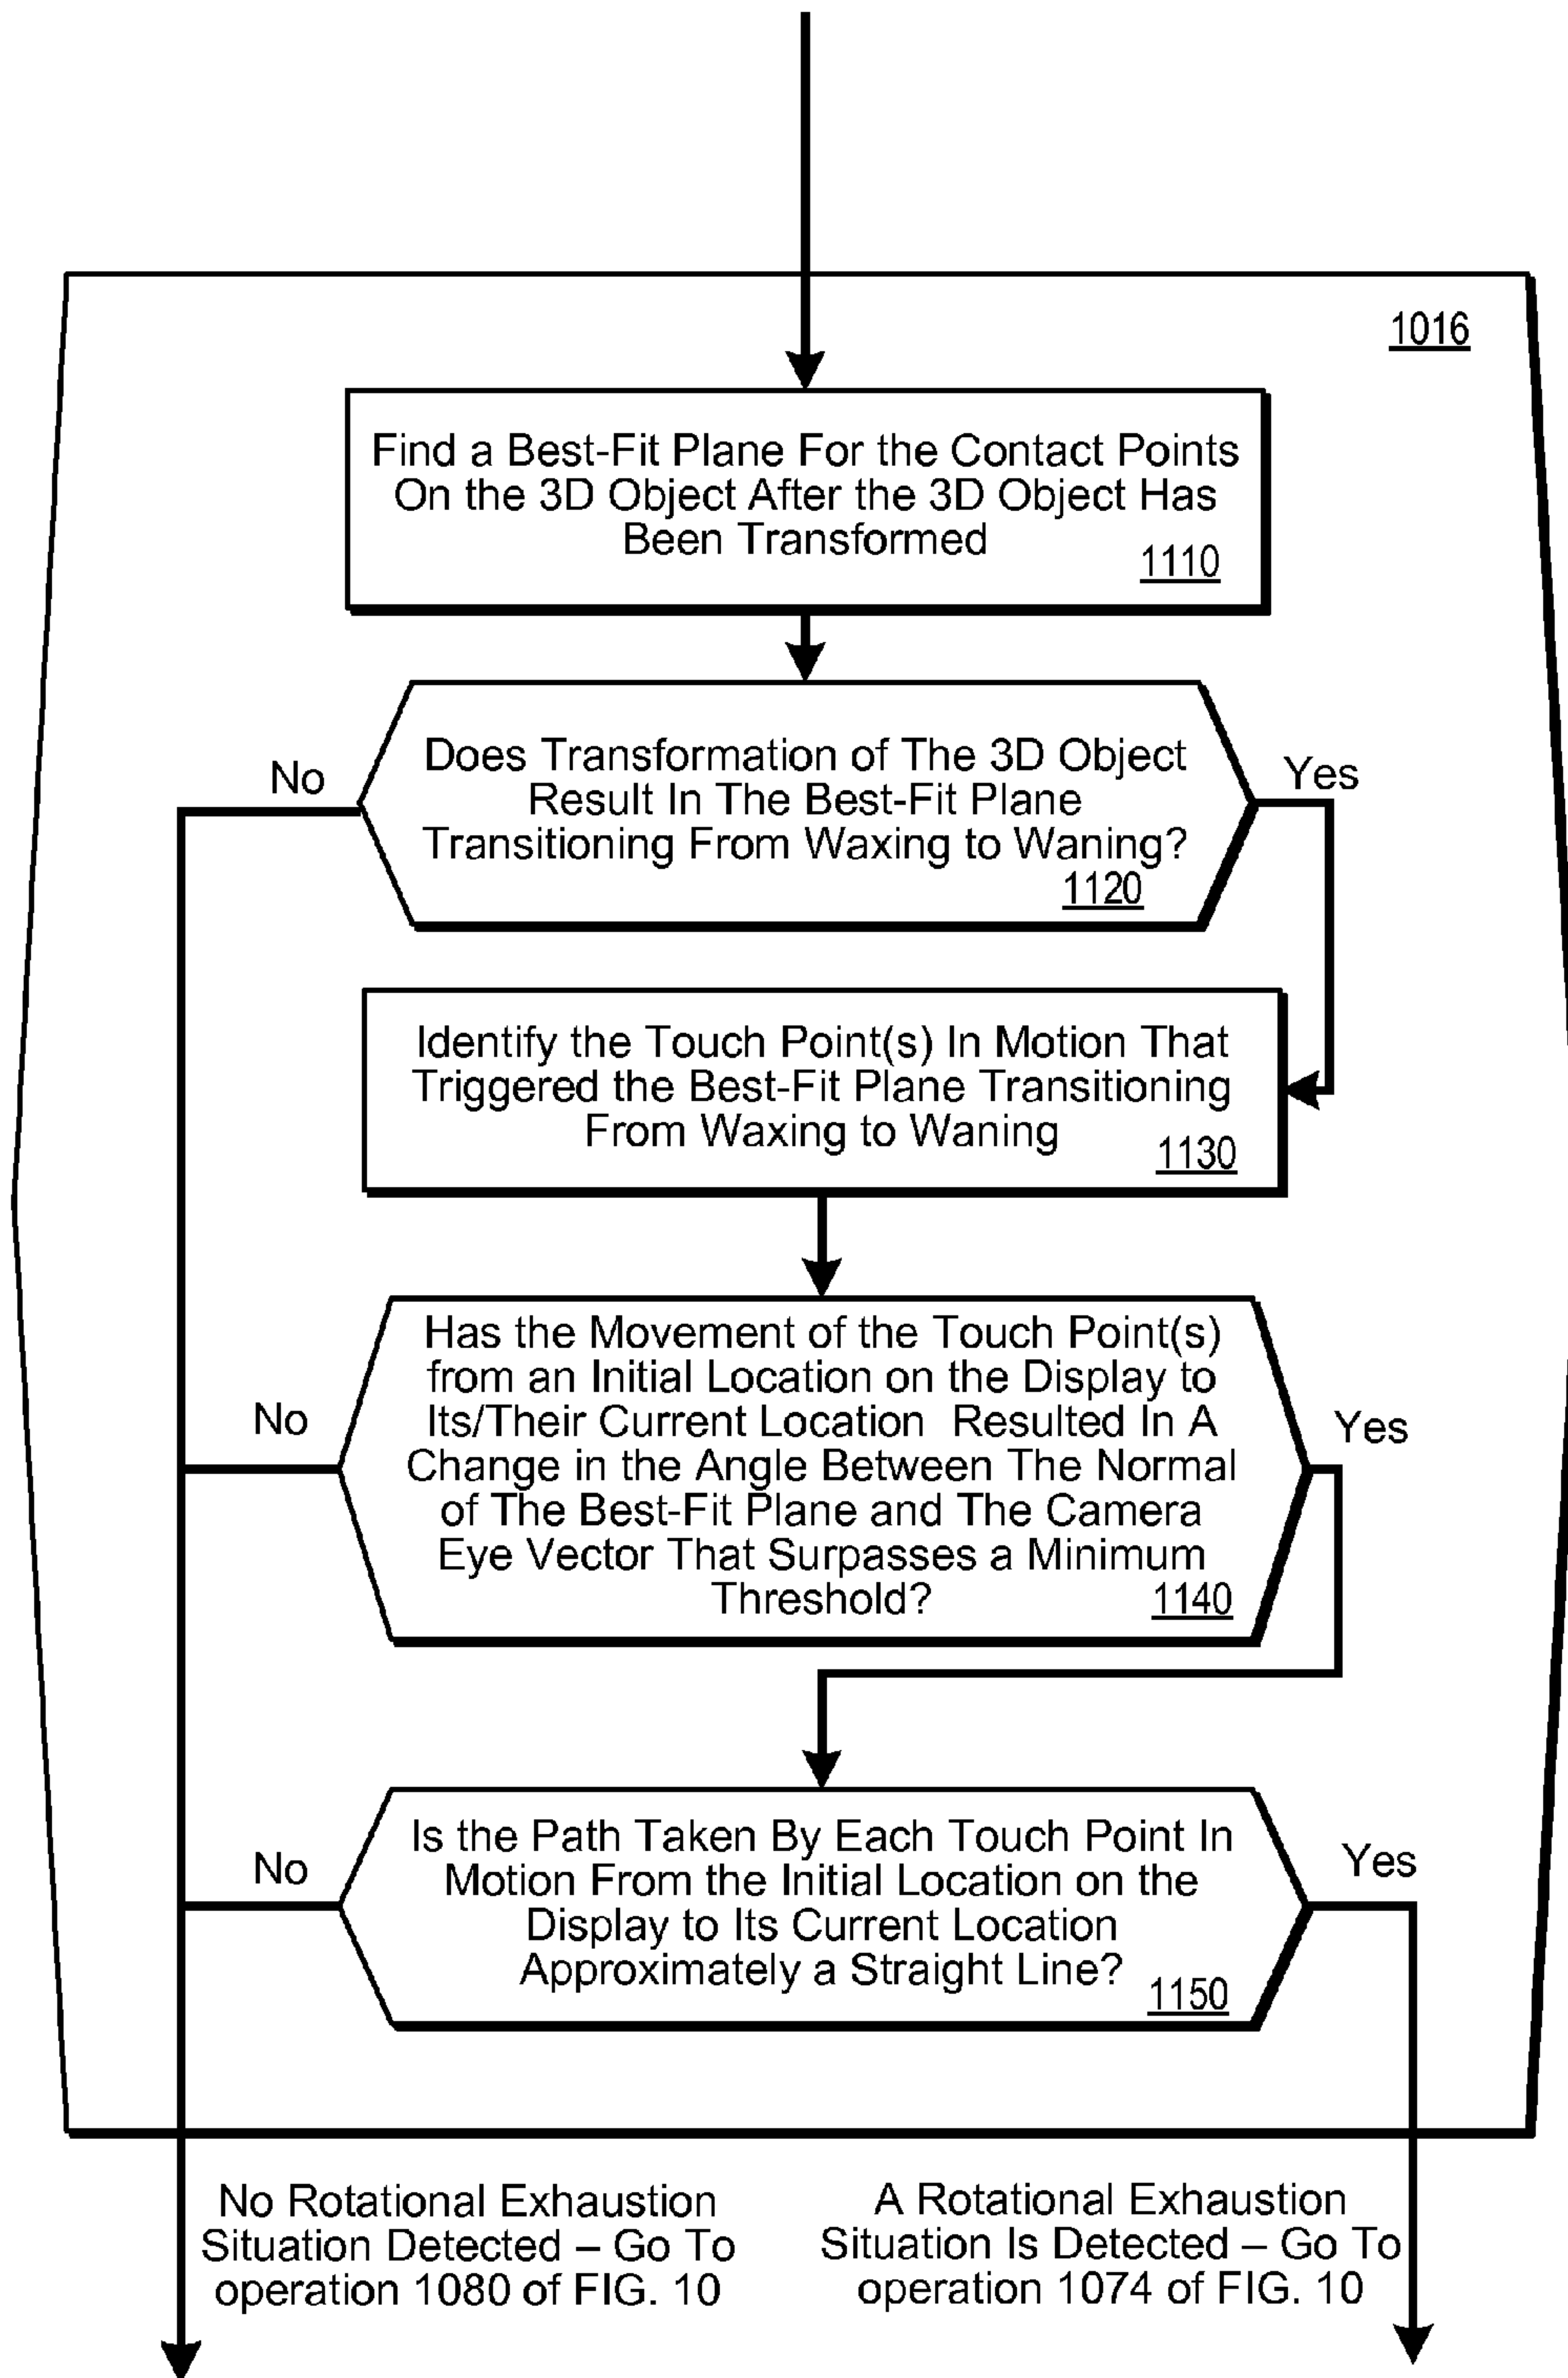 1016
Find a Best-Fit Plane For the Contact Points
On the 3D Object After the 3D Object Has
Been Transformed
1110
Does Transformation of The 3D Object
Result In The Best-Fit Plane
Transitioning From Waxing to Waning?
1120
No
Yes
Identify the Touch Point(s) In Motion That
Triggered the Best-Fit Plane Transitioning
From Waxing to Waning
1130
Has the Movement of the Touch Point(s)
from an Initial Location on the Display to
Its/Their Current Location Resulted In A
Change in the Angle Between The Normal
of The Best-Fit Plane and The Camera
Eye Vector That Surpasses a Minimum
Threshold?
1140
No
Yes
Is the Path Taken By Each Touch Point In
Motion From the Initial Location on the
Display to Its Current Location
Approximately a Straight Line?
1150
No
Yes
No Rotational Exhaustion
Situation Detected – Go To
operation 1080 of FIG. 10
A Rotational Exhaustion
Situation Is Detected – Go To
operation 1074 of FIG. 10